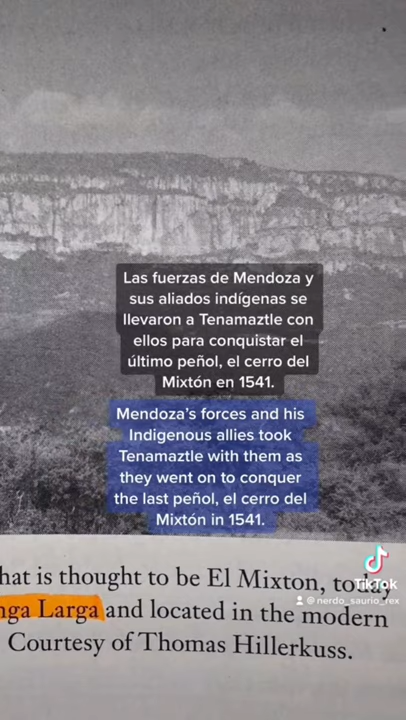 Las fuerzas de Mendoza y
sus aliados indígenas se
llevaron a Tenamaztle con
ellos para conquistar el
último peñol, el cerro del
Mixtón en 1541.
Mendoza's forces and his
Indigenous allies took
Tenamaztle with them as
they went on to conquer
the last peñol, el cerro del
Mixtón in 1541.
hat is thought to be El Mixton, today
TikTok
@nerdo_saurio_rex
nga Larga and located in the modern
Courtesy of Thomas Hillerkuss.